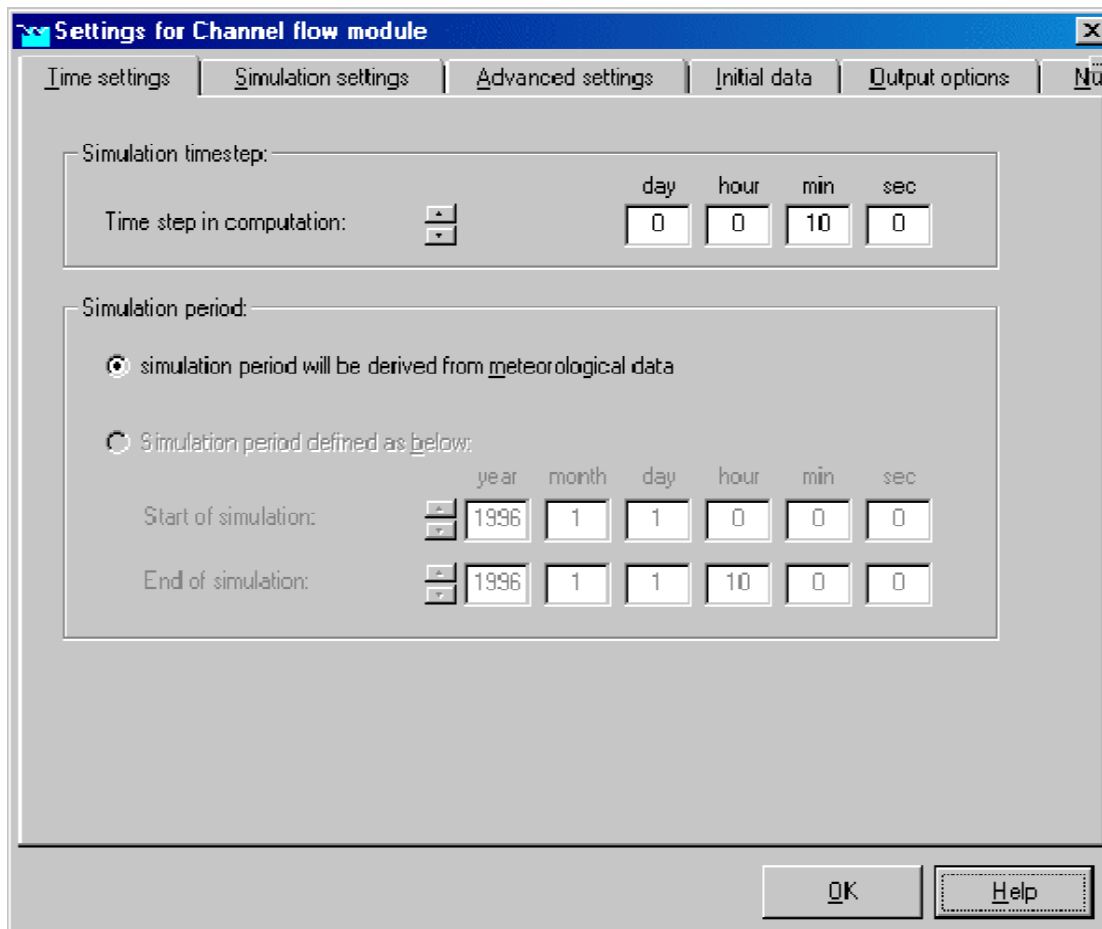 Settings for Channel flow module
Time settings Simulation settings Advanced settings Initial data Output options Nu
Simulation timestep:
day hour min sec
Time step in computation: 0 0 10 0
Simulation period:
simulation period will be derived from meteorological data
Simulation period defined as below:
year month day hour min sec
Start of simulation: 1996 1 1 0 0 0
End of simulation: 1996 1 1 10 0 0
OK Help